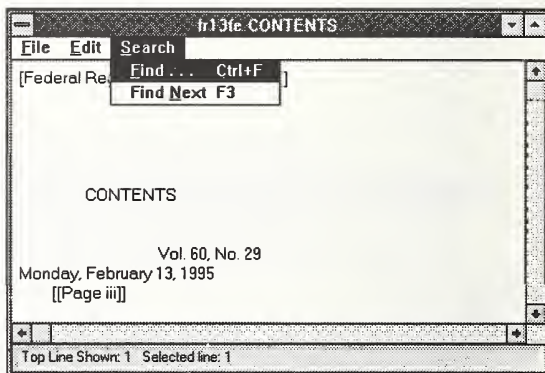 fr13fe.CONTENTS
File Edit Search
Find . . . Ctrl+F
Find Next F3
[Federal Re ]
CONTENTS
Vol. 60, No. 29
Monday, February 13, 1995
[[Page iii]]
Top Line Shown: 1 Selected line: 1